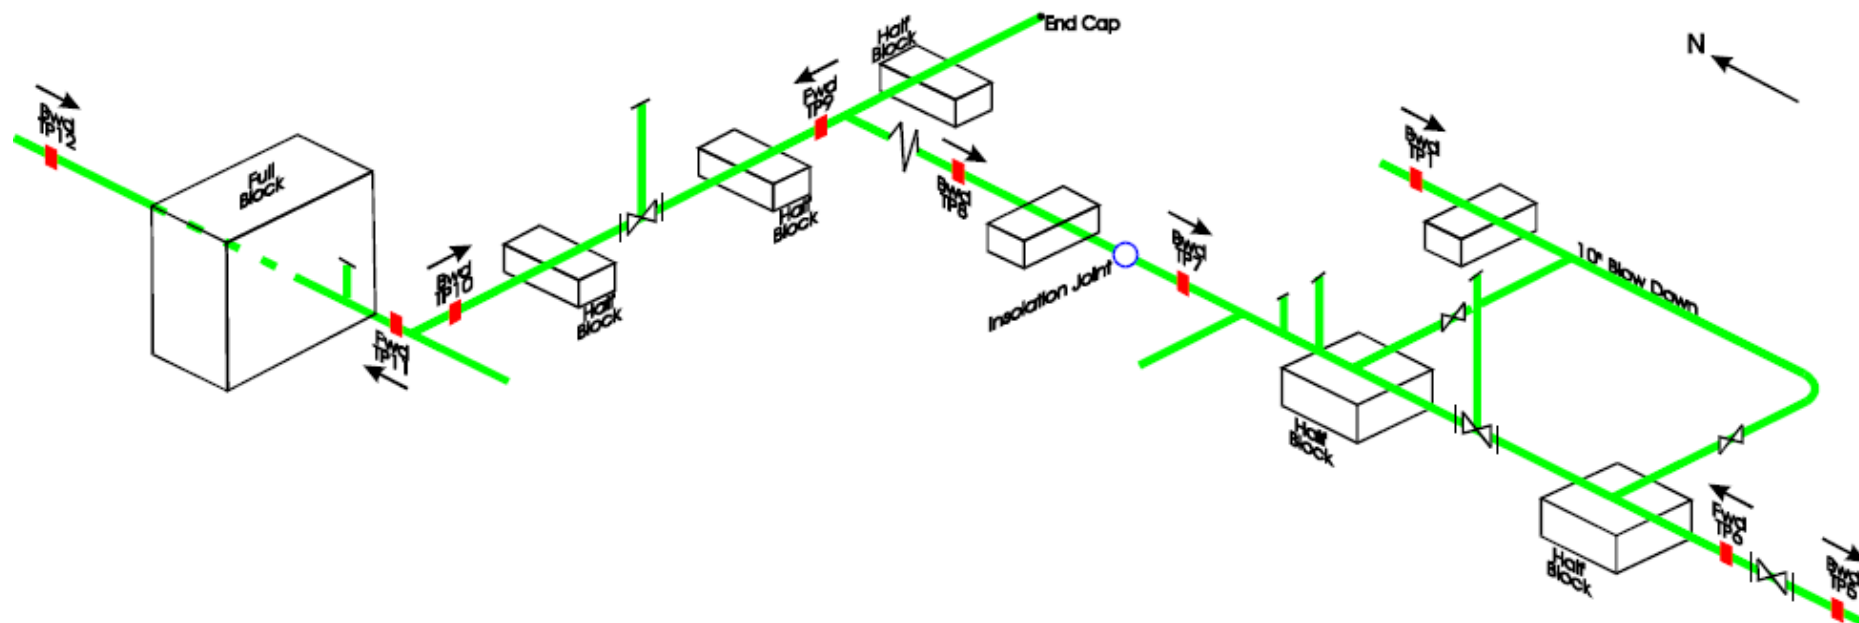 Half
Block
End Cap
N
Bwd
TP12
Fwd
TP9
Bwd
TP1
Full
Block
Bwd
TP8
Half
Block
Bwd
TP7
10" Blow Down
Bwd
TP10
Half
Block
Insolation Joint
Fwd
TP11
Half
Block
Fwd
TP6
Half
Block
Bwd
TP5